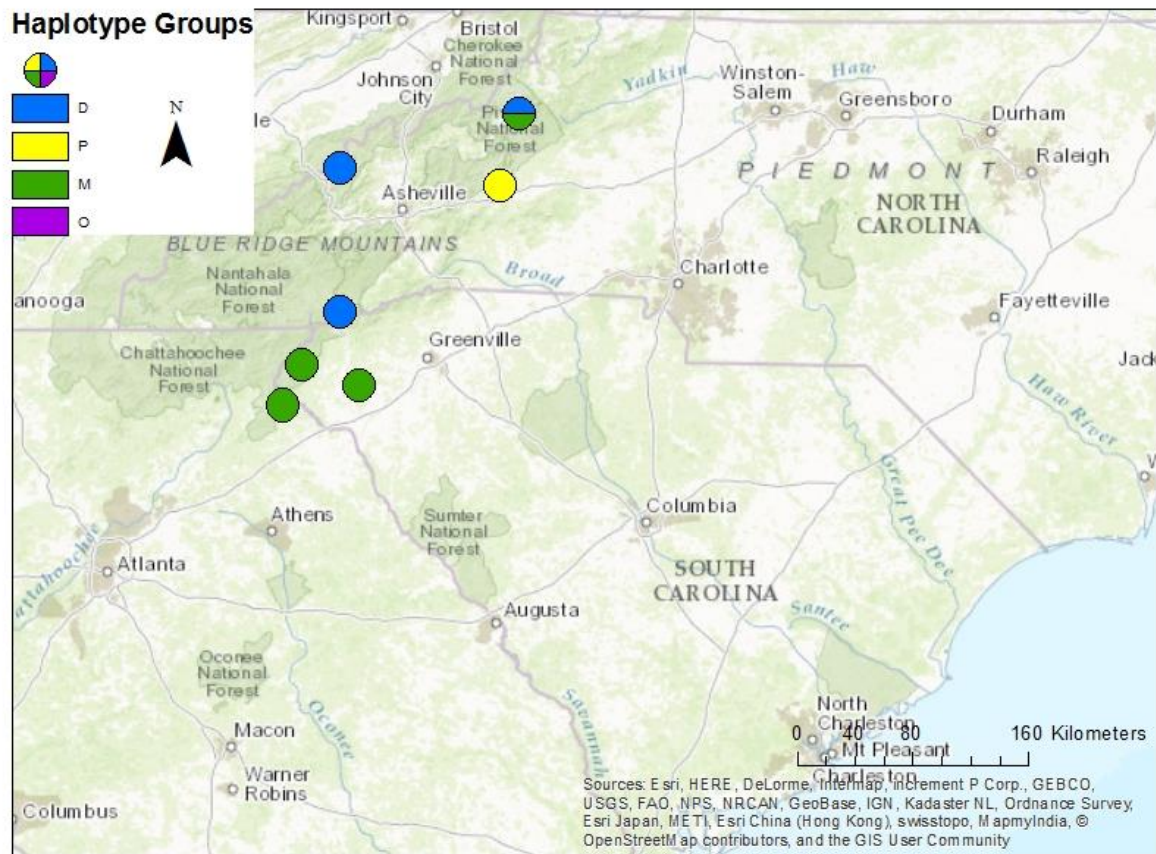 Haplotype Groups
D
P
M
O
N
Kingsport
Bristol
Cherokee
National
Forest
Johnson
City
Yadkin
Winston-
Salem
Haw
Greensboro
Durham
Raleigh
National
Forest
Asheville
PIEDMONT
NORTH
CAROLINA
BLUE RIDGE MOUNTAINS
Nantahala
National
Forest
Broad
Charlotte
Fayetteville
anooga
Chattahoochee
National
Forest
Greenville
Jack
Haw River
W
Great Pee Dee
Athens
Sumter
National
Forest
Columbia
attahoochee
Atlanta
SOUTH
CAROLINA
Augusta
Santee
Oconee
National
Forest
Oconee
Savannah
Macon
Warner
Robins
Columbus
North
Charleston
Mt Pleasant
Charleston
0 40 80 160 Kilometers
Sources: Esri, HERE, DeLorme, Intermap, increment P Corp., GEBCO,
USGS, FAO, NPS, NRCAN, GeoBase, IGN, Kadaster NL, Ordnance Survey,
Esri Japan, METI, Esri China (Hong Kong), swisstopo, MapmyIndia, ©
OpenStreetMap contributors, and the GIS User Community